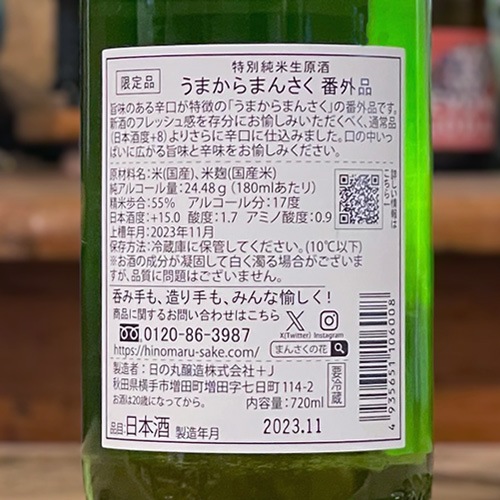 特別純米生原酒
限定品
うまからまんさく 番外品
旨味のある辛口が特徴の「うまからまんさく」の番外品です。
新酒のフレッシュ感を存分にお愉しみいただくべく、通常品
(日本酒度+8)よりさらに辛口に仕込みました。口の中いっ
ぱいに広がる旨味と辛味をお愉しみください。
原材料名:米(国産)、米麹(国産米)
純アルコール量:24.48g(180mlあたり)
精米歩合:55% アルコール分:17度
日本酒度:+15.0 酸度:1.7 アミノ酸度:0.9
上槽年月:2023年11月
保存方法:冷蔵庫に保管してください。(10℃以下)
※お酒の成分が凝固して白く濁る場合がございま
すが、品質に問題はございません。
詳しい情報は
こちら!
呑み手も、造り手も、みんな愉しく!
商品に関するお問い合わせはこちら
0120-86-3987
https://hinomaru-sake.com/
X(Twitter) Instagram
まんさくの花
製造者:日の丸醸造株式会社+J
秋田県横手市増田町増田字七日町114-2
お酒は20歳になってから。 内容量:720ml
要冷蔵
品目:日本酒 製造年月 2023.11
4935651106008